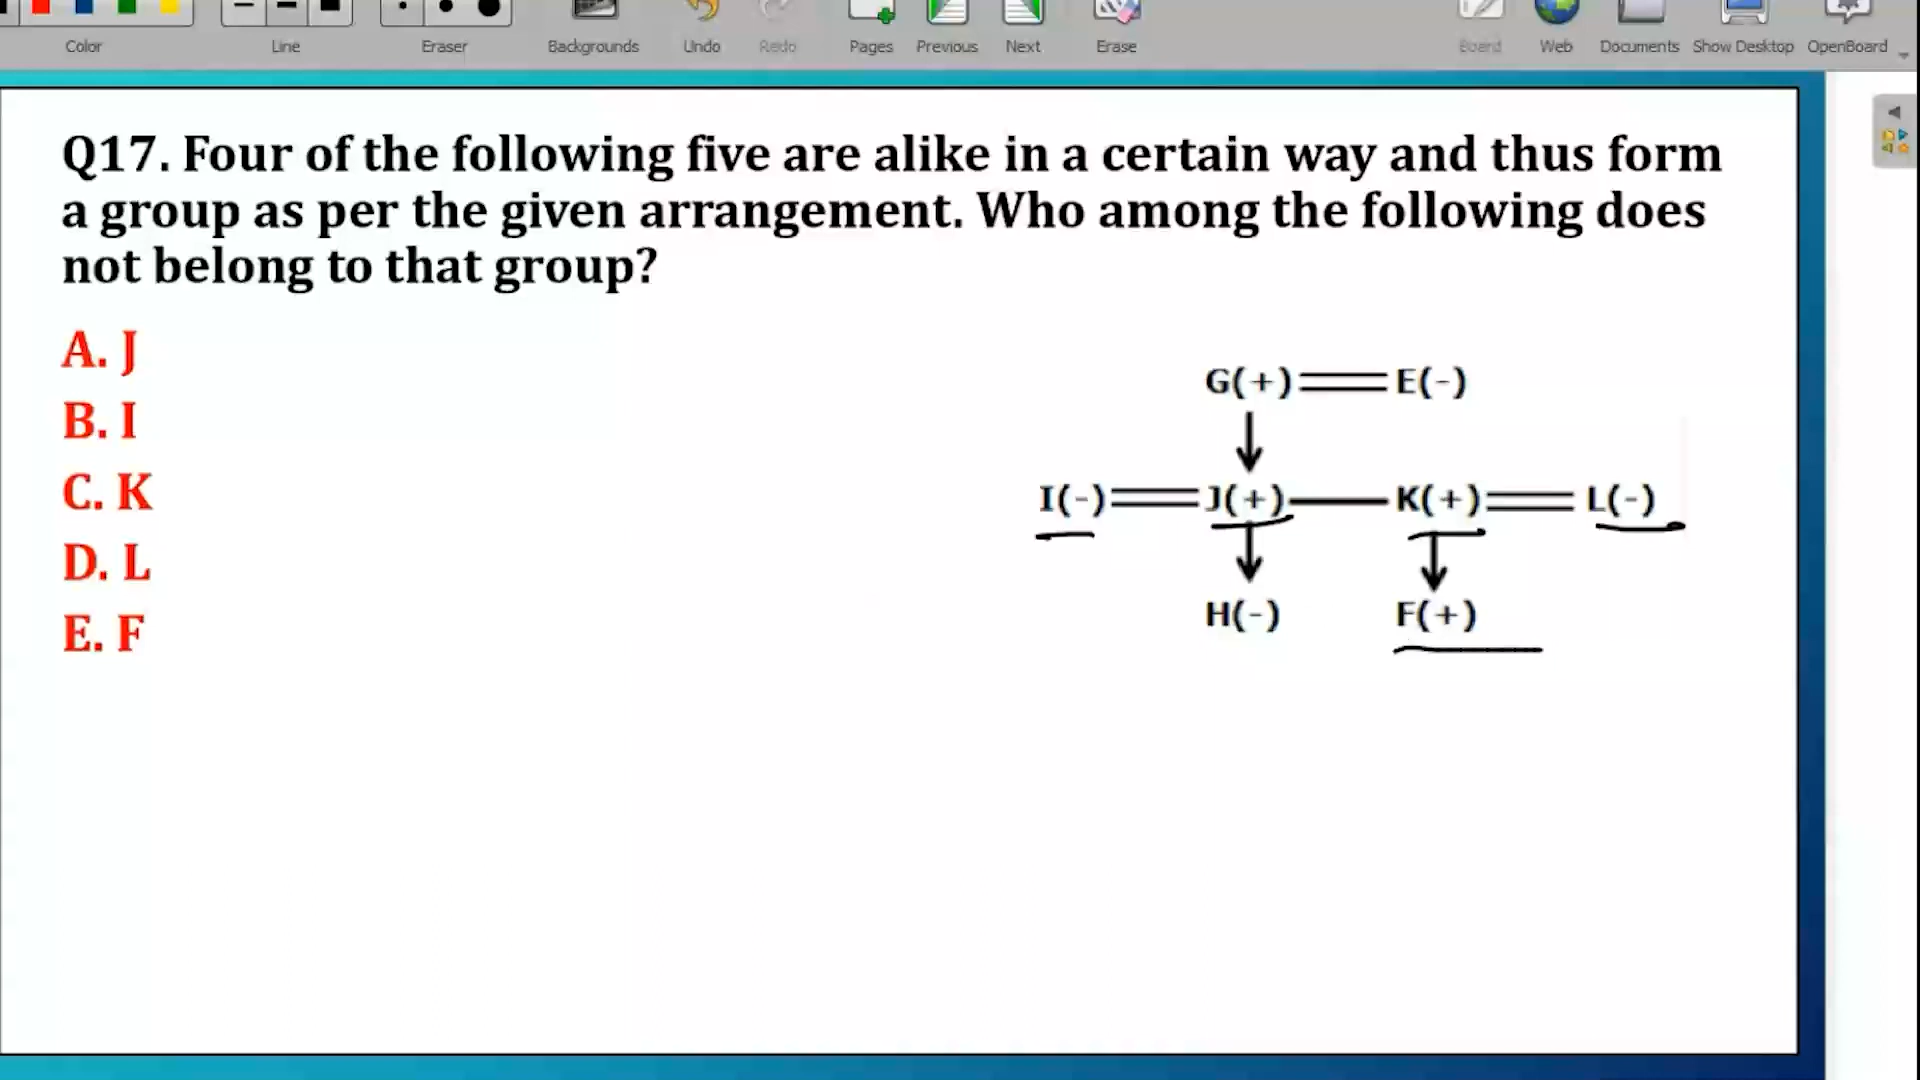 Color Line Eraser Backgrounds Undo Redo Pages Previous Next Erase Board Web Documents Show Desktop OpenBoard
Q17. Four of the following five are alike in a certain way and thus form
a group as per the given arrangement. Who among the following does
not belong to that group?
A. J
B. I
C. K
D. L
E. F
G(+) E(-)
I(-) J(+) K(+) L(-)
H(-) F(+)